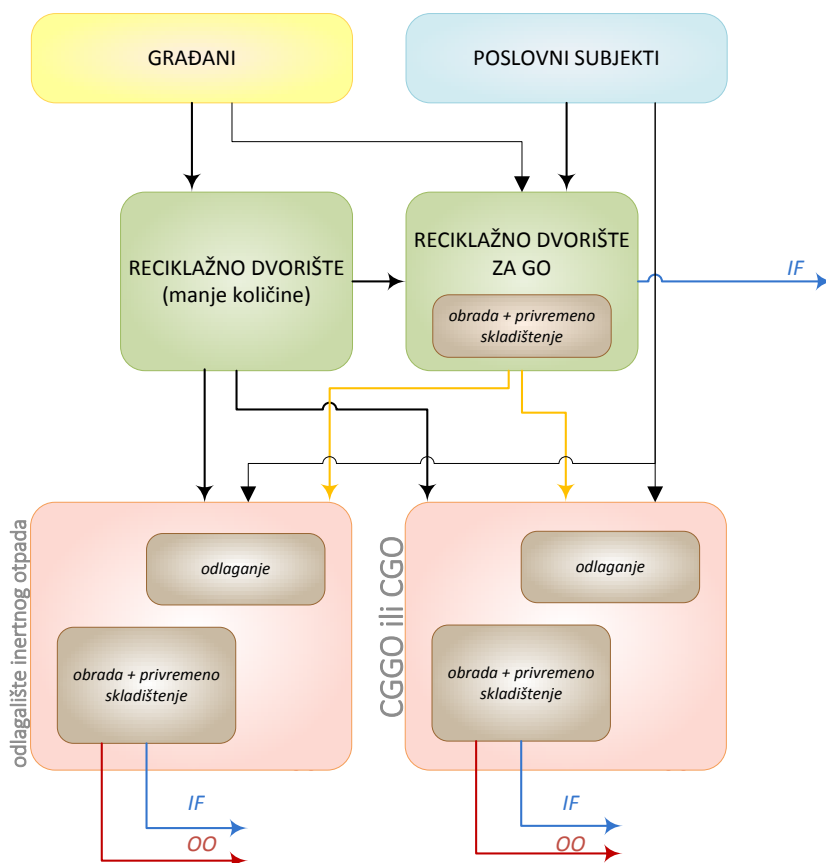 GRAĐANI
POSLOVNI SUBJEKTI
RECIKLAŽNO DVORIŠTE
(manje količine)
RECIKLAŽNO DVORIŠTE
ZA GO
obrada + privremeno
skladištenje
IF
odlagalište inertnog otpada
odlaganje
obrada + privremeno
skladištenje
IF
OO
CGGO ili CGO
odlaganje
obrada + privremeno
skladištenje
IF
OO